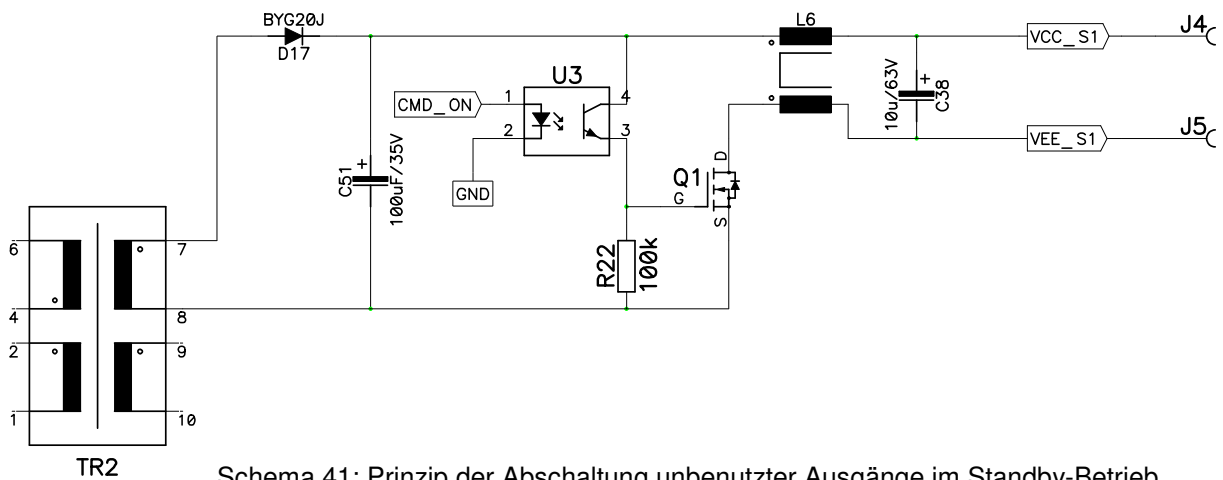 BYG20J
D17
L6
VCC_S1
J4
U3
CMD_ON
1
4
2
3
GND
C51
+
100uF/35V
10u/63V
+
C38
VEE_S1
J5
Q1
D
G
S
R22
100k
6
7
4
8
2
9
1
10
TR2
Schema 41: Prinzip der Abschaltung unbenutzter Ausgänge im Standby-Betrieb